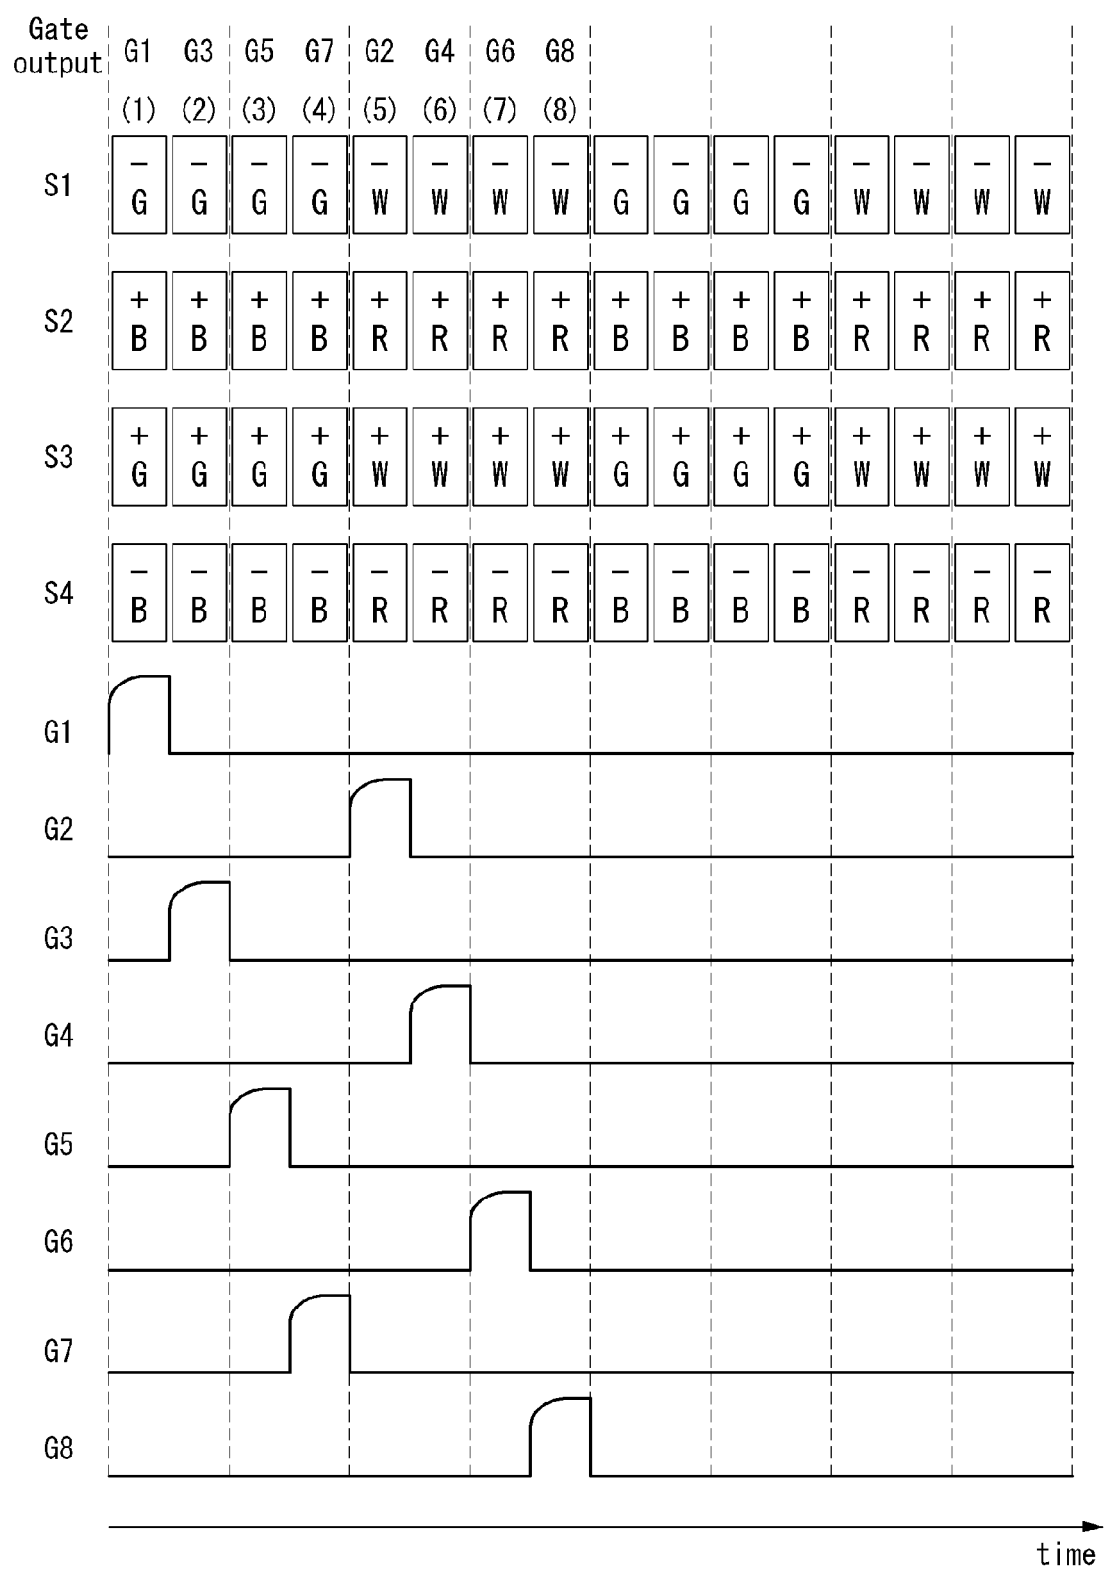 Gate
output G1 G3 G5 G7 G2 G4 G6 G8
(1) (2) (3) (4) (5) (6) (7) (8)
− − − − − − − − − − − − − − − −
S1 G G G G W W W W G G G G W W W W
+ + + + + + + + + + + + + + + +
S2 B B B B R R R R B B B B R R R R
+ + + + + + + + + + + + + + + +
S3 G G G G W W W W G G G G W W W W
− − − − − − − − − − − − − − − −
S4 B B B B R R R R B B B B R R R R
G1
G2
G3
G4
G5
G6
G7
G8
time